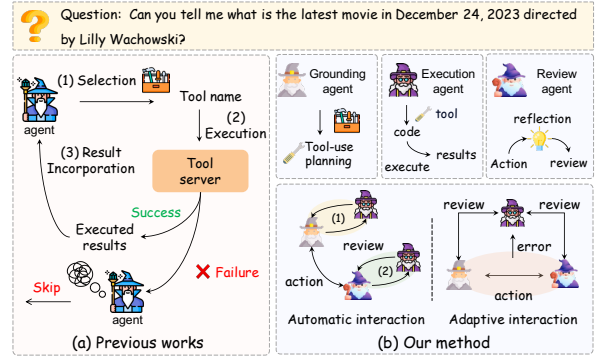 Question: Can you tell me what is the latest movie in December 24, 2023 directed
by Lilly Wachowski?
(1) Selection
agent
Tool name
(2)
Execution
(3) Result
Incorporation
Tool
server
Success
Executed
results
Failure
Skip
agent
(a) Previous works
Grounding
agent
Tool-use
planning
Execution
agent
tool
code
results
execute
Review
agent
reflection
Action
review
(1)
review
(2)
action
Automatic interaction
review
review
error
action
Adaptive interaction
(b) Our method